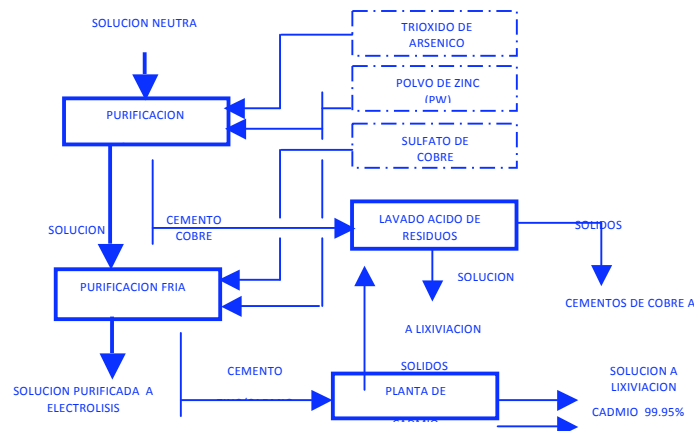 SOLUCION NEUTRA
TRIOXIDO DE
ARSENICO
POLVO DE ZINC
(PW)
PURIFICACION
SULFATO DE
COBRE
CEMENTO
COBRE
LAVADO ACIDO DE
RESIDUOS
SOLIDOS
SOLUCION
PURIFICACION FRIA
SOLUCION
CEMENTOS DE COBRE A
A LIXIVIACION
CEMENTO
SOLIDOS
SOLUCION A
LIXIVIACION
SOLUCION PURIFICADA A
ELECTROLISIS
PLANTA DE
CADMIO
CADMIO 99.95%